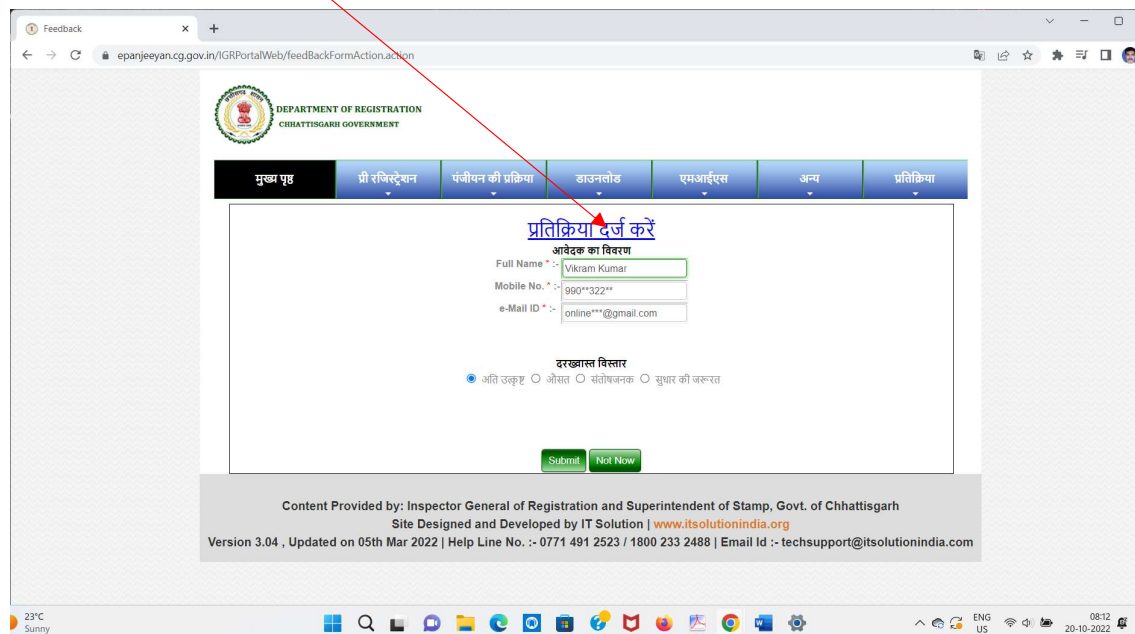 Feedback
epanjeeyan.cg.gov.in/IGRPortalWeb/feedBackFormAction.action
DEPARTMENT OF REGISTRATION
CHHATTISGARH GOVERNMENT
मुख्य पृष्ठ प्री रजिस्ट्रेशन पंजीयन की प्रक्रिया डाउनलोड एमआईएस अन्य प्रतिक्रिया
प्रतिक्रिया दर्ज करें
आवेदक का विवरण
Full Name * :- Vikram Kumar
Mobile No. * :- 990**322**
e-Mail ID * :- online***@gmail.com
दरख्वास्त विस्तार
अति उत्कृष्ट औसत संतोषजनक सुधार की जरूरत
Submit Not Now
Content Provided by: Inspector General of Registration and Superintendent of Stamp, Govt. of Chhattisgarh
Site Designed and Developed by IT Solution | www.itsolutionindia.org
Version 3.04 , Updated on 05th Mar 2022 | Help Line No. :- 0771 491 2523 / 1800 233 2488 | Email Id :- techsupport@itsolutionindia.com
23°C
Sunny
ENG
US
08:12
20-10-2022